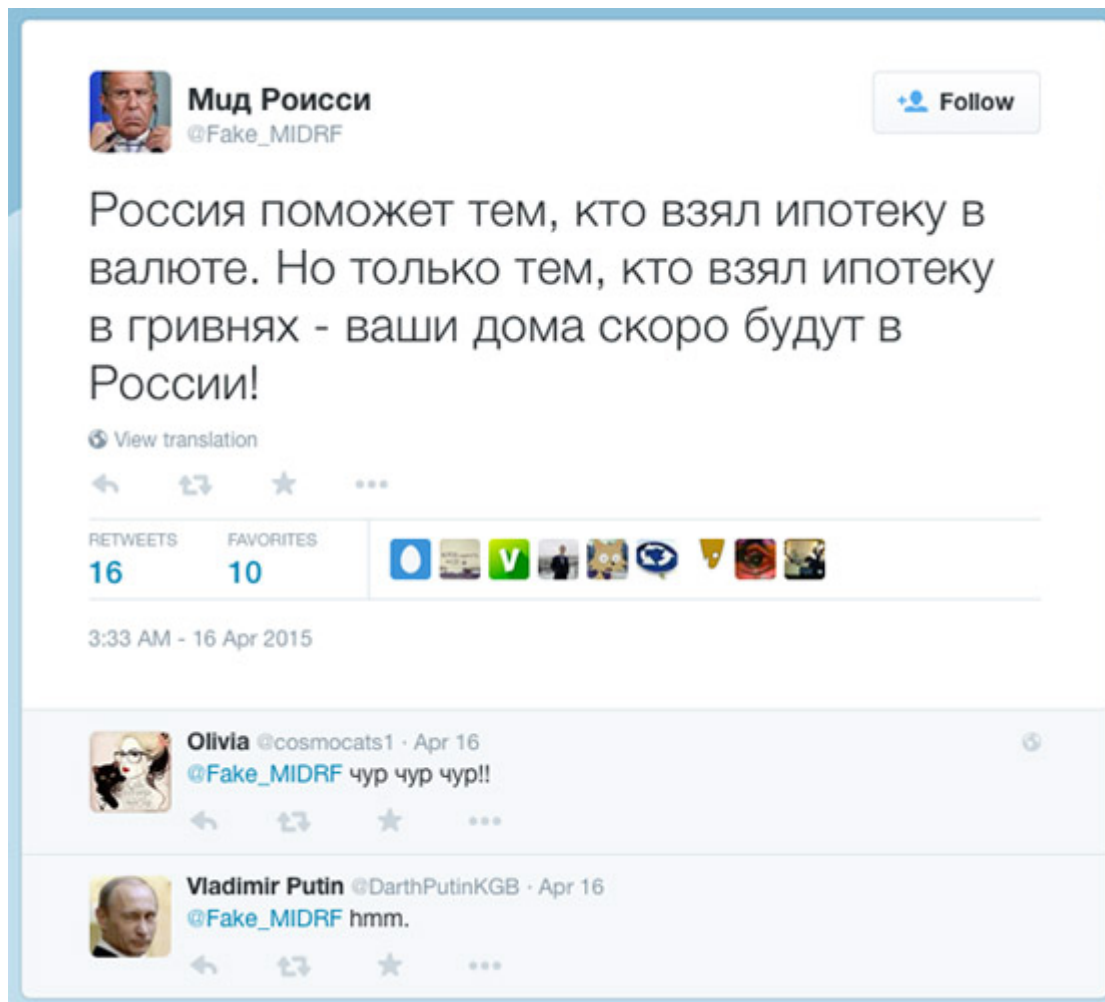 Мид Роисси
@Fake_MIDRF
Follow
Россия поможет тем, кто взял ипотеку в
валюте. Но только тем, кто взял ипотеку
в гривнях - ваши дома скоро будут в
России!
View translation
RETWEETS FAVORITES
16 10
V
3:33 AM - 16 Apr 2015
Olivia @cosmocats1 · Apr 16
@Fake_MIDRF чур чур чур!!
Vladimir Putin @DarthPutinKGB · Apr 16
@Fake_MIDRF hmm.